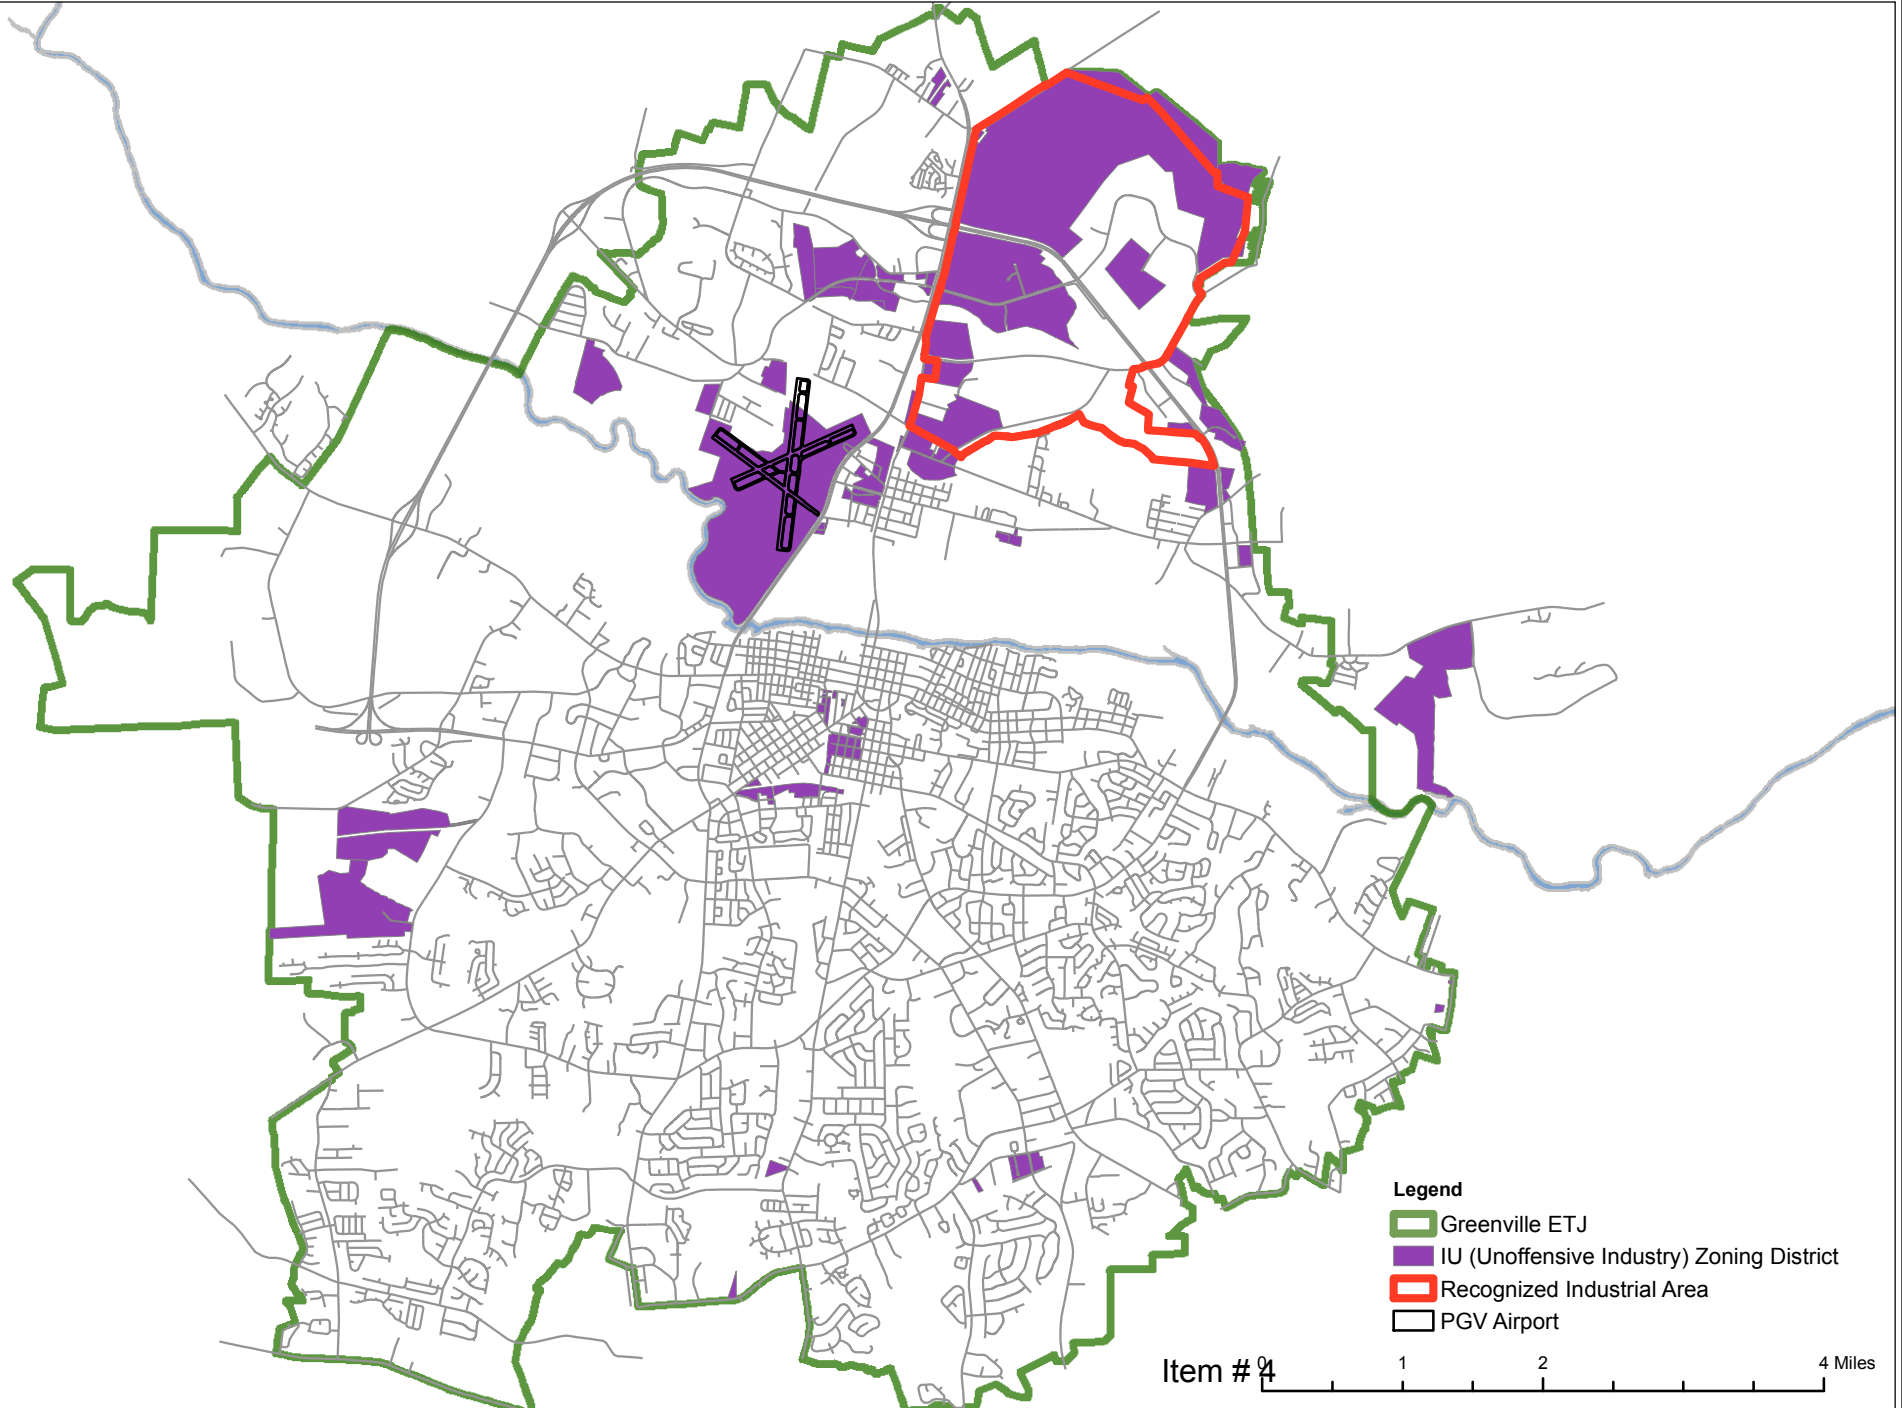 Legend
Greenville ETJ
IU (Unoffensive Industry) Zoning District
Recognized Industrial Area
PGV Airport
0 1 2 4 Miles
Item # 4